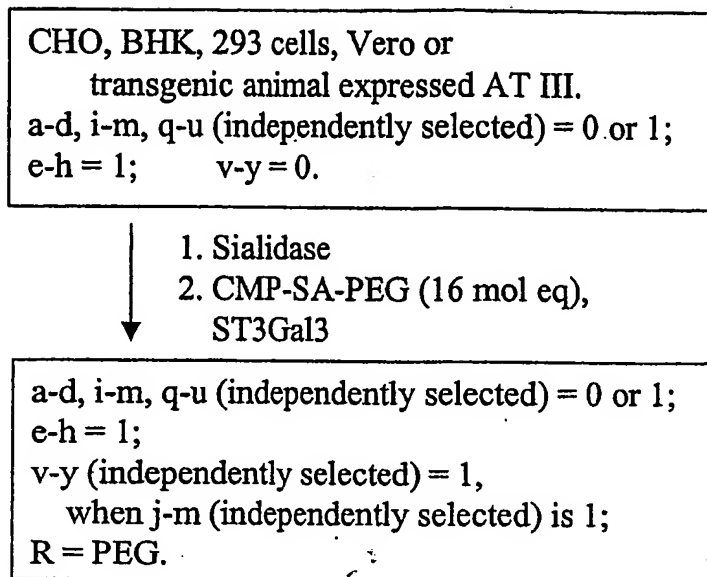 CHO, BHK, 293 cells, Vero or
transgenic animal expressed AT III.
a-d, i-m, q-u (independently selected) = 0 or 1;
e-h = 1; v-y = 0.
1. Sialidase
2. CMP-SA-PEG (16 mol eq),
ST3Gal3
a-d, i-m, q-u (independently selected) = 0 or 1;
e-h = 1;
v-y (independently selected) = 1,
when j-m (independently selected) is 1;
R = PEG.